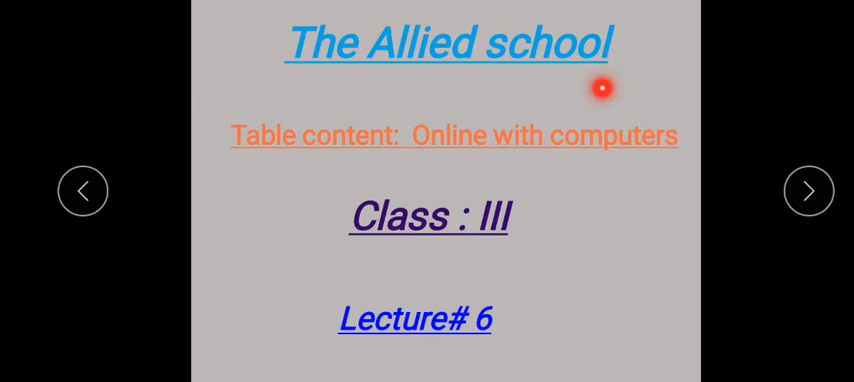 The Allied school
Table content:  Online with computers
Class : III
Lecture# 6